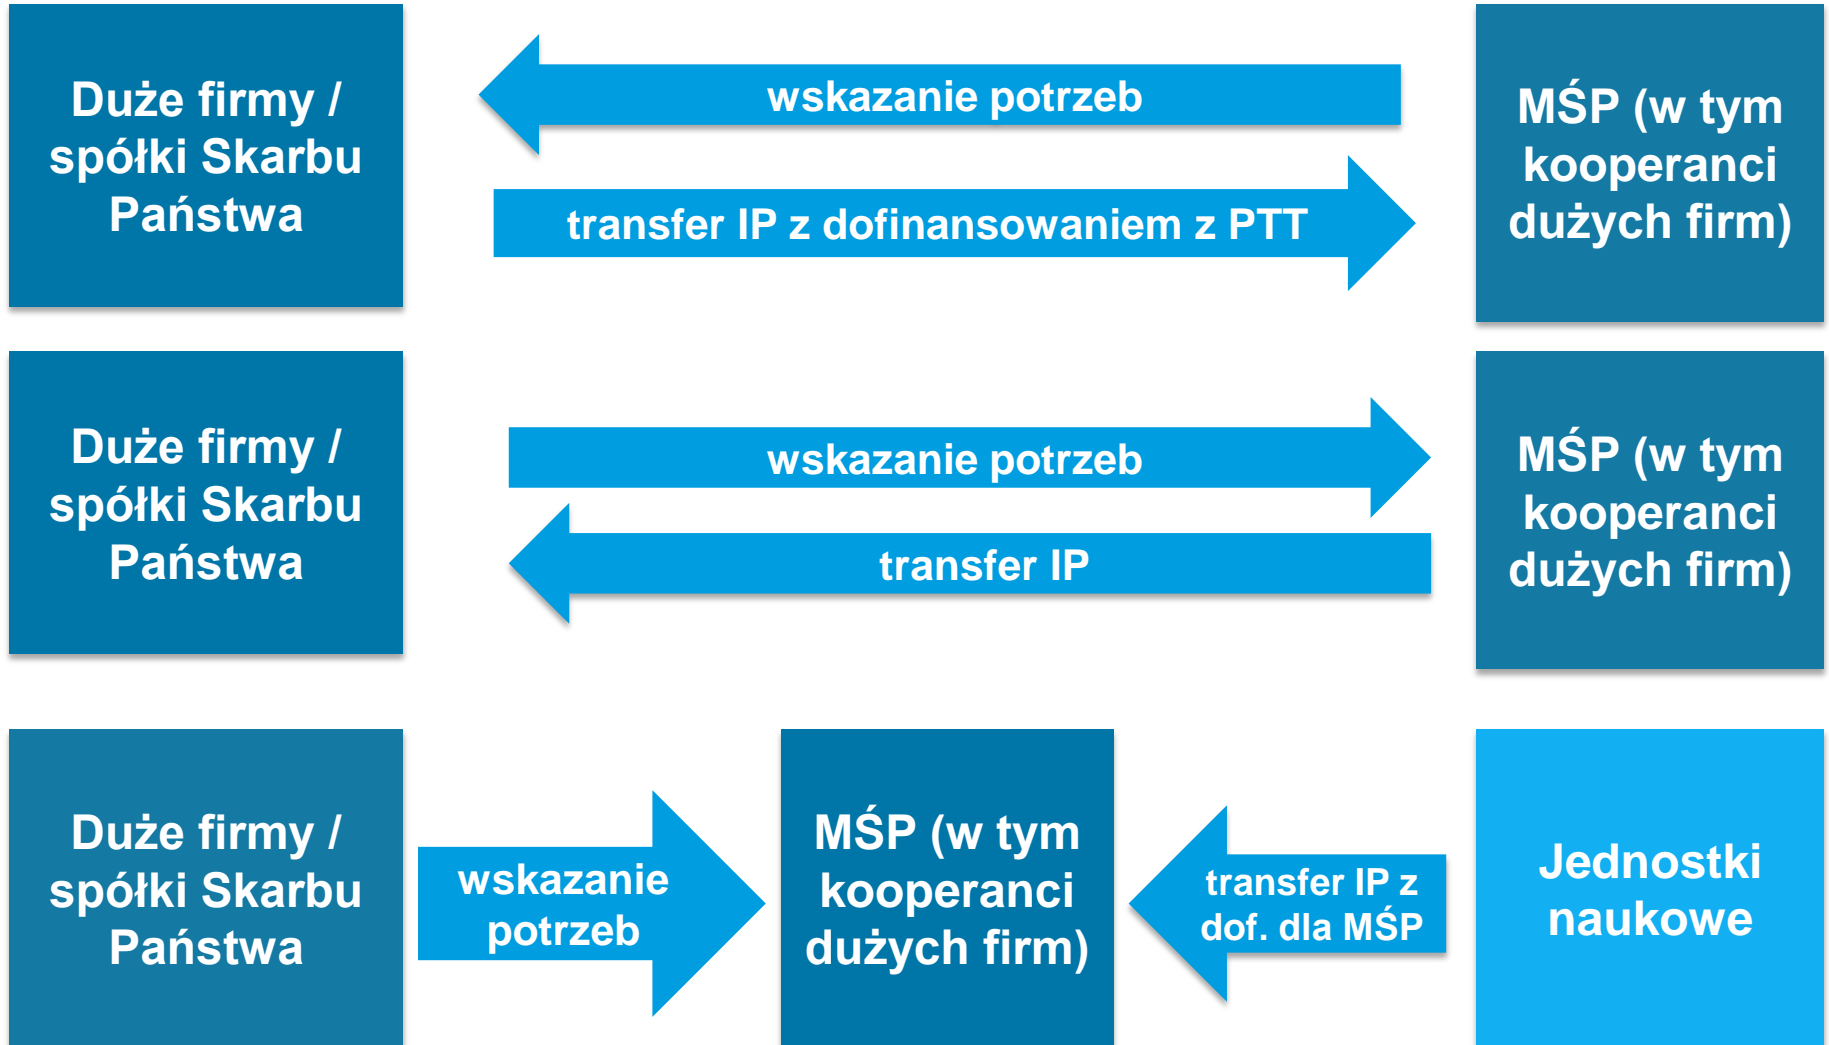 Duże firmy /
spółki Skarbu
Państwa
wskazanie potrzeb
transfer IP z dofinansowaniem z PTT
MŚP (w tym
kooperanci
dużych firm)
Duże firmy /
spółki Skarbu
Państwa
wskazanie potrzeb
transfer IP
MŚP (w tym
kooperanci
dużych firm)
Duże firmy /
spółki Skarbu
Państwa
wskazanie
potrzeb
MŚP (w tym
kooperanci
dużych firm)
transfer IP z
dof. dla MŚP
Jednostki
naukowe